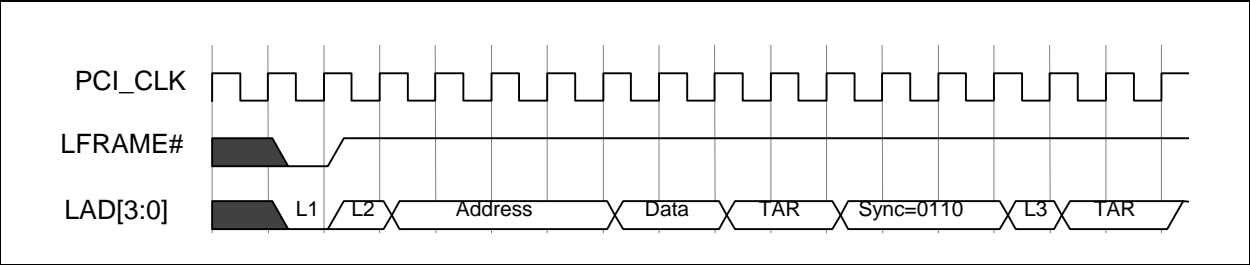 PCI_CLK
LFRAME#
LAD[3:0] L1 L2 Address Data TAR Sync=0110 L3 TAR